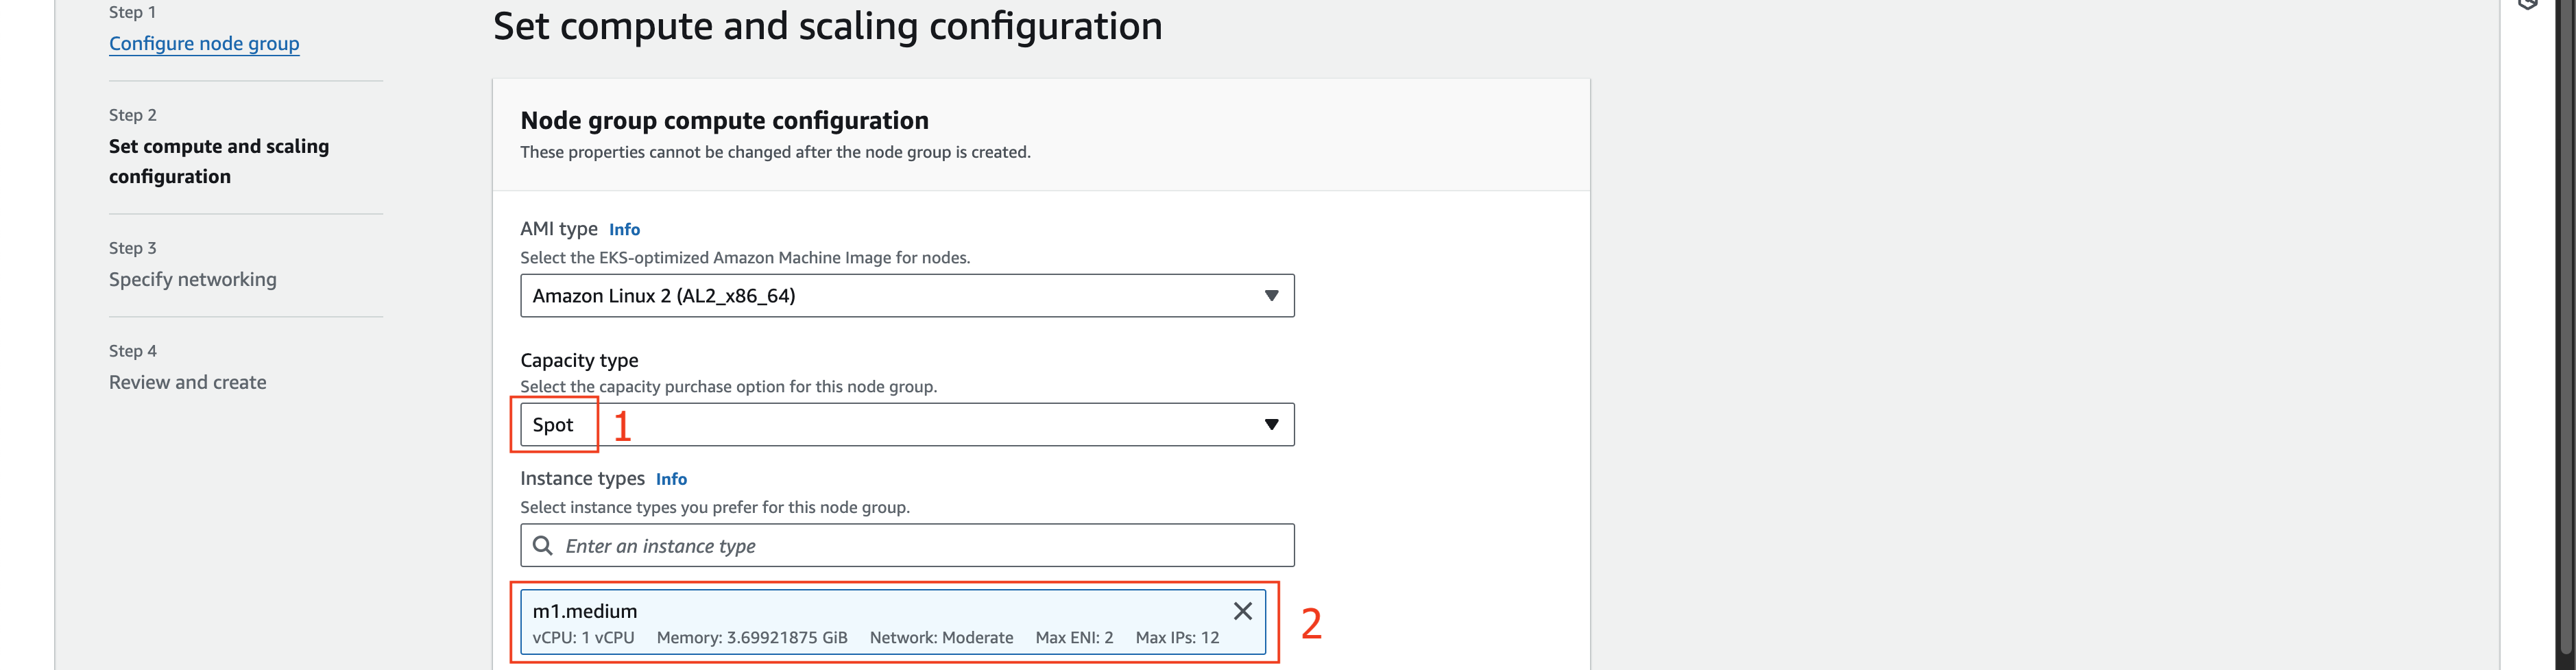 Step 1
Configure node group
Step 2
Set compute and scaling
configuration
Step 3
Specify networking
Step 4
Review and create
Set compute and scaling configuration
Node group compute configuration
These properties cannot be changed after the node group is created.
AMI type Info
Select the EKS-optimized Amazon Machine Image for nodes.
Amazon Linux 2 (AL2_x86_64)
Capacity type
Select the capacity purchase option for this node group.
Spot 1
Instance types Info
Select instance types you prefer for this node group.
Enter an instance type
m1.medium
vCPU: 1 vCPU Memory: 3.69921875 GiB Network: Moderate Max ENI: 2 Max IPs: 12
2